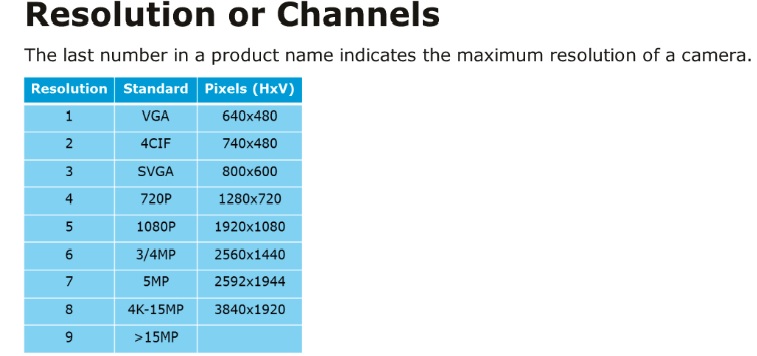 Resolution or Channels
The last number in a product name indicates the maximum resolution of a camera.
Resolution Standard Pixels (HxV)
1 VGA 640x480
2 4CIF 740x480
3 SVGA 800x600
4 720P 1280x720
5 1080P 1920x1080
6 3/4MP 2560x1440
7 5MP 2592x1944
8 4K-15MP 3840x1920
9 >15MP